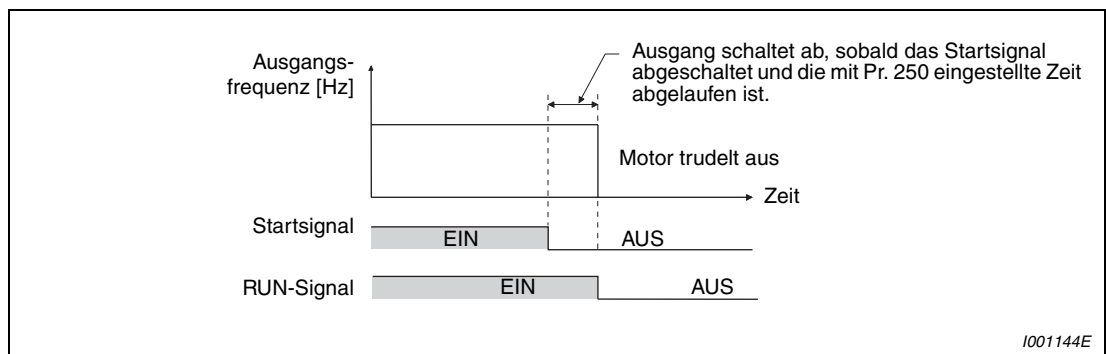 Ausgangs-
frequenz [Hz]
Ausgang schaltet ab, sobald das Startsignal
abgeschaltet und die mit Pr. 250 eingestellte Zeit
abgelaufen ist.
Motor trudelt aus
Zeit
Startsignal
EIN
AUS
RUN-Signal
EIN
AUS
I001144E